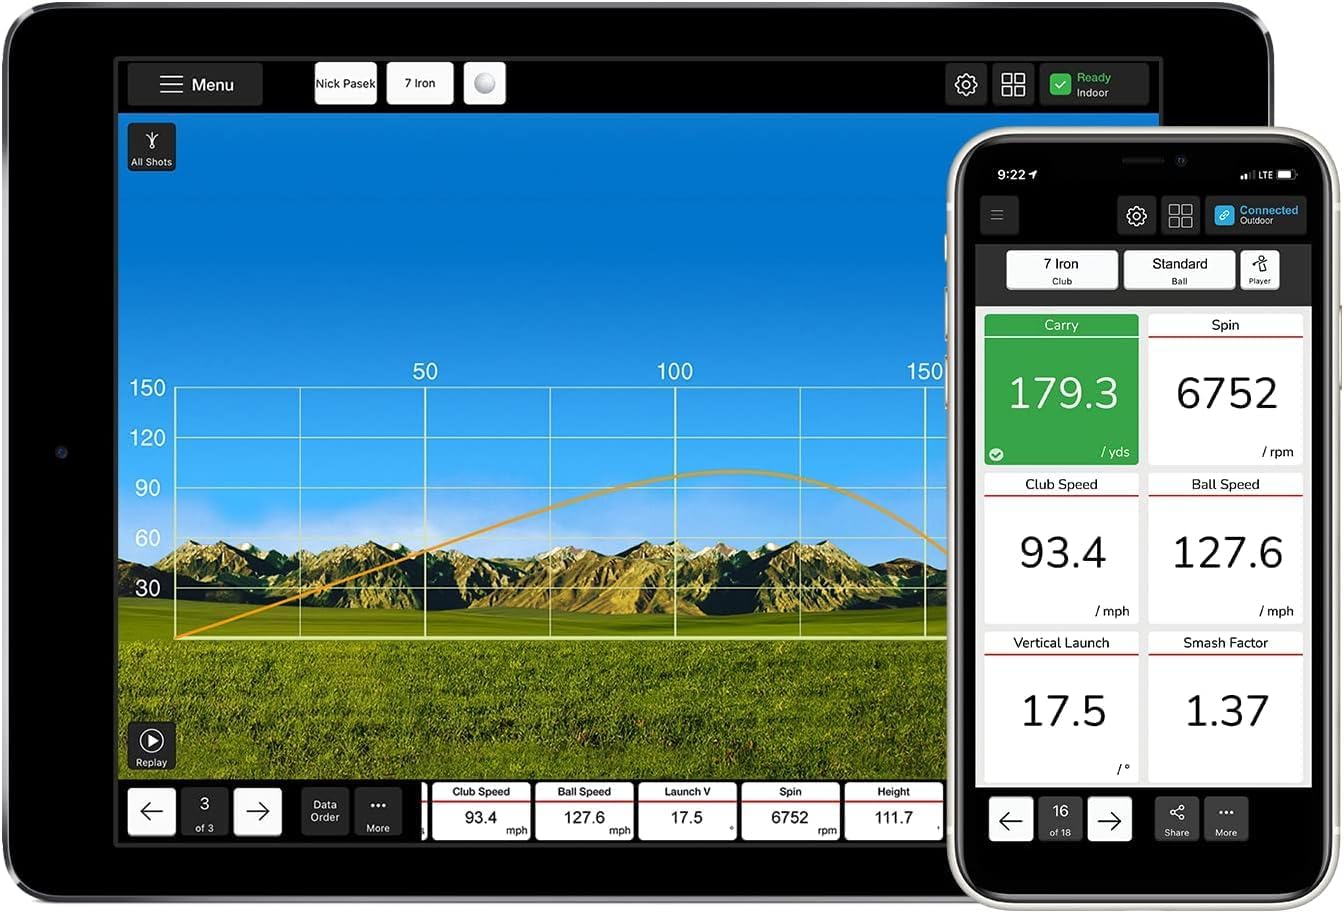 Menu
Nick Pasek
7 Iron
Ready
Indoor
All Shots
50
100
150
150
120
90
60
30
Replay
3
of 3
Data
Order
More
Club Speed
93.4
mph
Ball Speed
127.6
mph
Launch V
17.5
°
Spin
6752
rpm
Height
111.7
'
9:22
LTE
Connected
Outdoor
7 Iron
Club
Standard
Ball
Player
Carry
179.3
/ yds
Spin
6752
/ rpm
Club Speed
93.4
/ mph
Ball Speed
127.6
/ mph
Vertical Launch
17.5
/ °
Smash Factor
1.37
16
of 18
Share
More